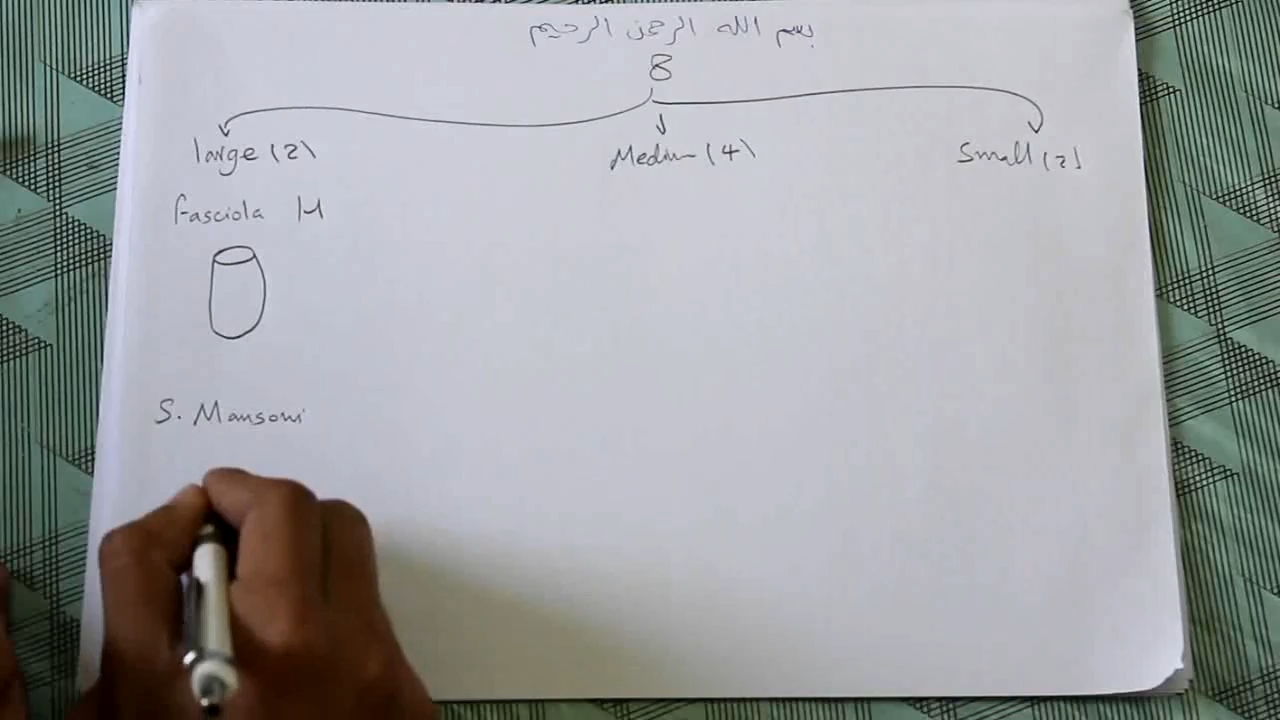 بسم الله الرحمن الرحيم
8
large (2)
Medium (4)
Small (2)
fasciola H
S. Mansoni